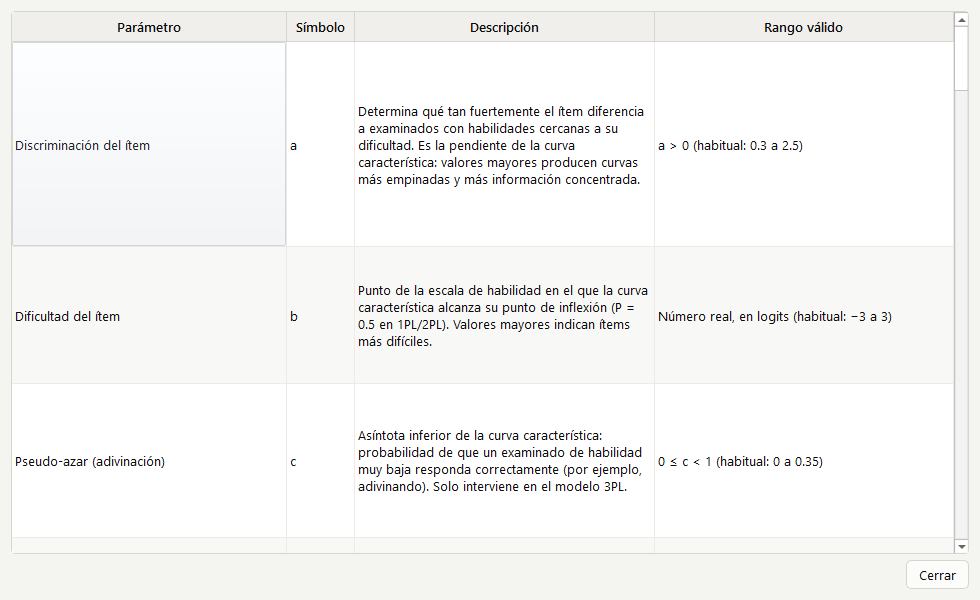 Parámetro Símbolo Descripción Rango válido
Discriminación del ítem
a
Determina qué tan fuertemente el ítem diferencia
a examinados con habilidades cercanas a su
dificultad. Es la pendiente de la curva
característica: valores mayores producen curvas
más empinadas y más información concentrada.
a > 0 (habitual: 0.3 a 2.5)
Dificultad del ítem
b
Punto de la escala de habilidad en el que la curva
característica alcanza su punto de inflexión (P =
0.5 en 1PL/2PL). Valores mayores indican ítems
más difíciles.
Número real, en logits (habitual: −3 a 3)
Pseudo-azar (adivinación)
c
Asíntota inferior de la curva característica:
probabilidad de que un examinado de habilidad
muy baja responda correctamente (por ejemplo,
adivinando). Solo interviene en el modelo 3PL.
0 ≤ c < 1 (habitual: 0 a 0.35)
Cerrar